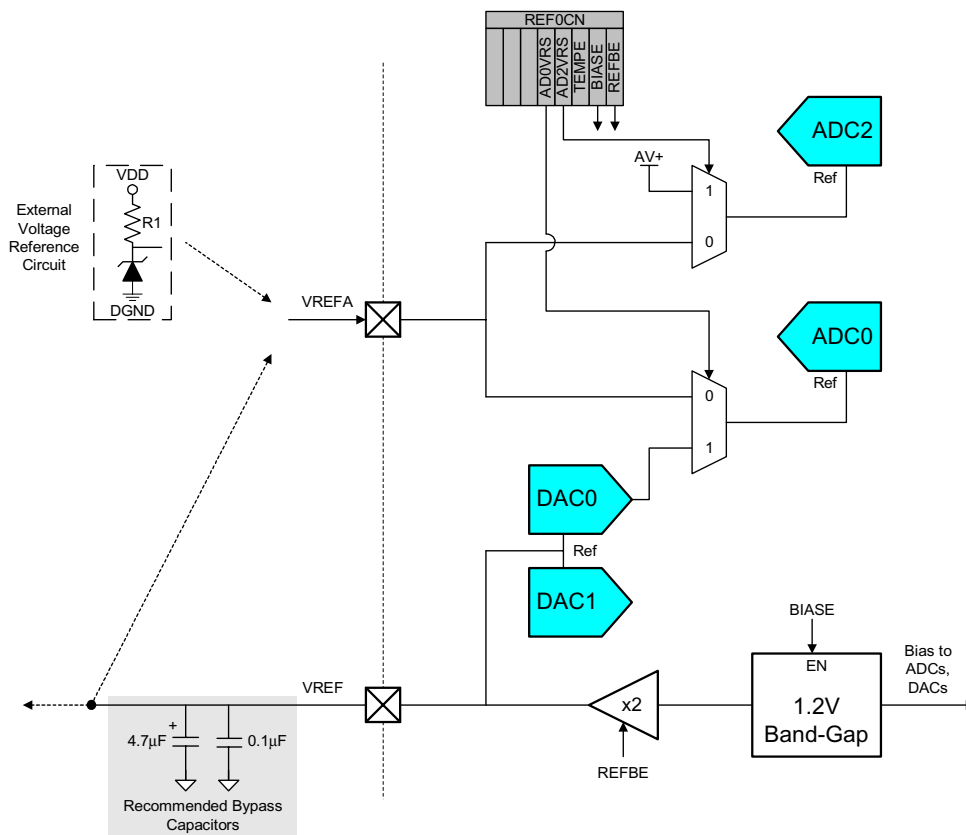 REF0CN
AD0VRS
AD2VRS
TEMPE
BIASE
REFBE
ADC2
Ref
AV+
1
0
VDD
R1
DGND
External
Voltage
Reference
Circuit
VREFA
ADC0
Ref
0
1
DAC0
Ref
DAC1
BIASE
EN
1.2V
Band-Gap
Bias to
ADCs,
DACs
x2
REFBE
VREF
+
4.7µF
0.1µF
Recommended Bypass
Capacitors